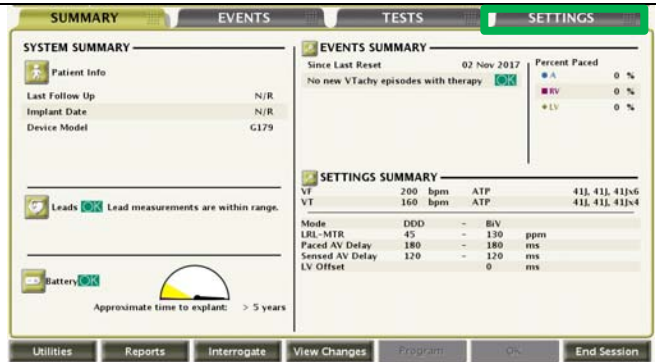 SUMMARY EVENTS TESTS SETTINGS
SYSTEM SUMMARY
Patient Info
Last Follow Up N/R
Implant Date N/R
Device Model G179
Leads OK Lead measurements are within range.
Battery OK
Approximate time to explant: > 5 years
EVENTS SUMMARY
Since Last Reset 02 Nov 2017
No new VTachy episodes with therapy OK
Percent Paced
A 0 %
RV 0 %
LV 0 %
SETTINGS SUMMARY
VF 200 bpm ATP 41J, 41J, 41Jx6
VT 160 bpm ATP 41J, 41J, 41Jx4
Mode DDD - BiV
LRL-MTR 45 - 130 ppm
Paced AV Delay 180 - 180 ms
Sensed AV Delay 120 - 120 ms
LV Offset 0 ms
Utilities Reports Interrogate View Changes Program OK End Session